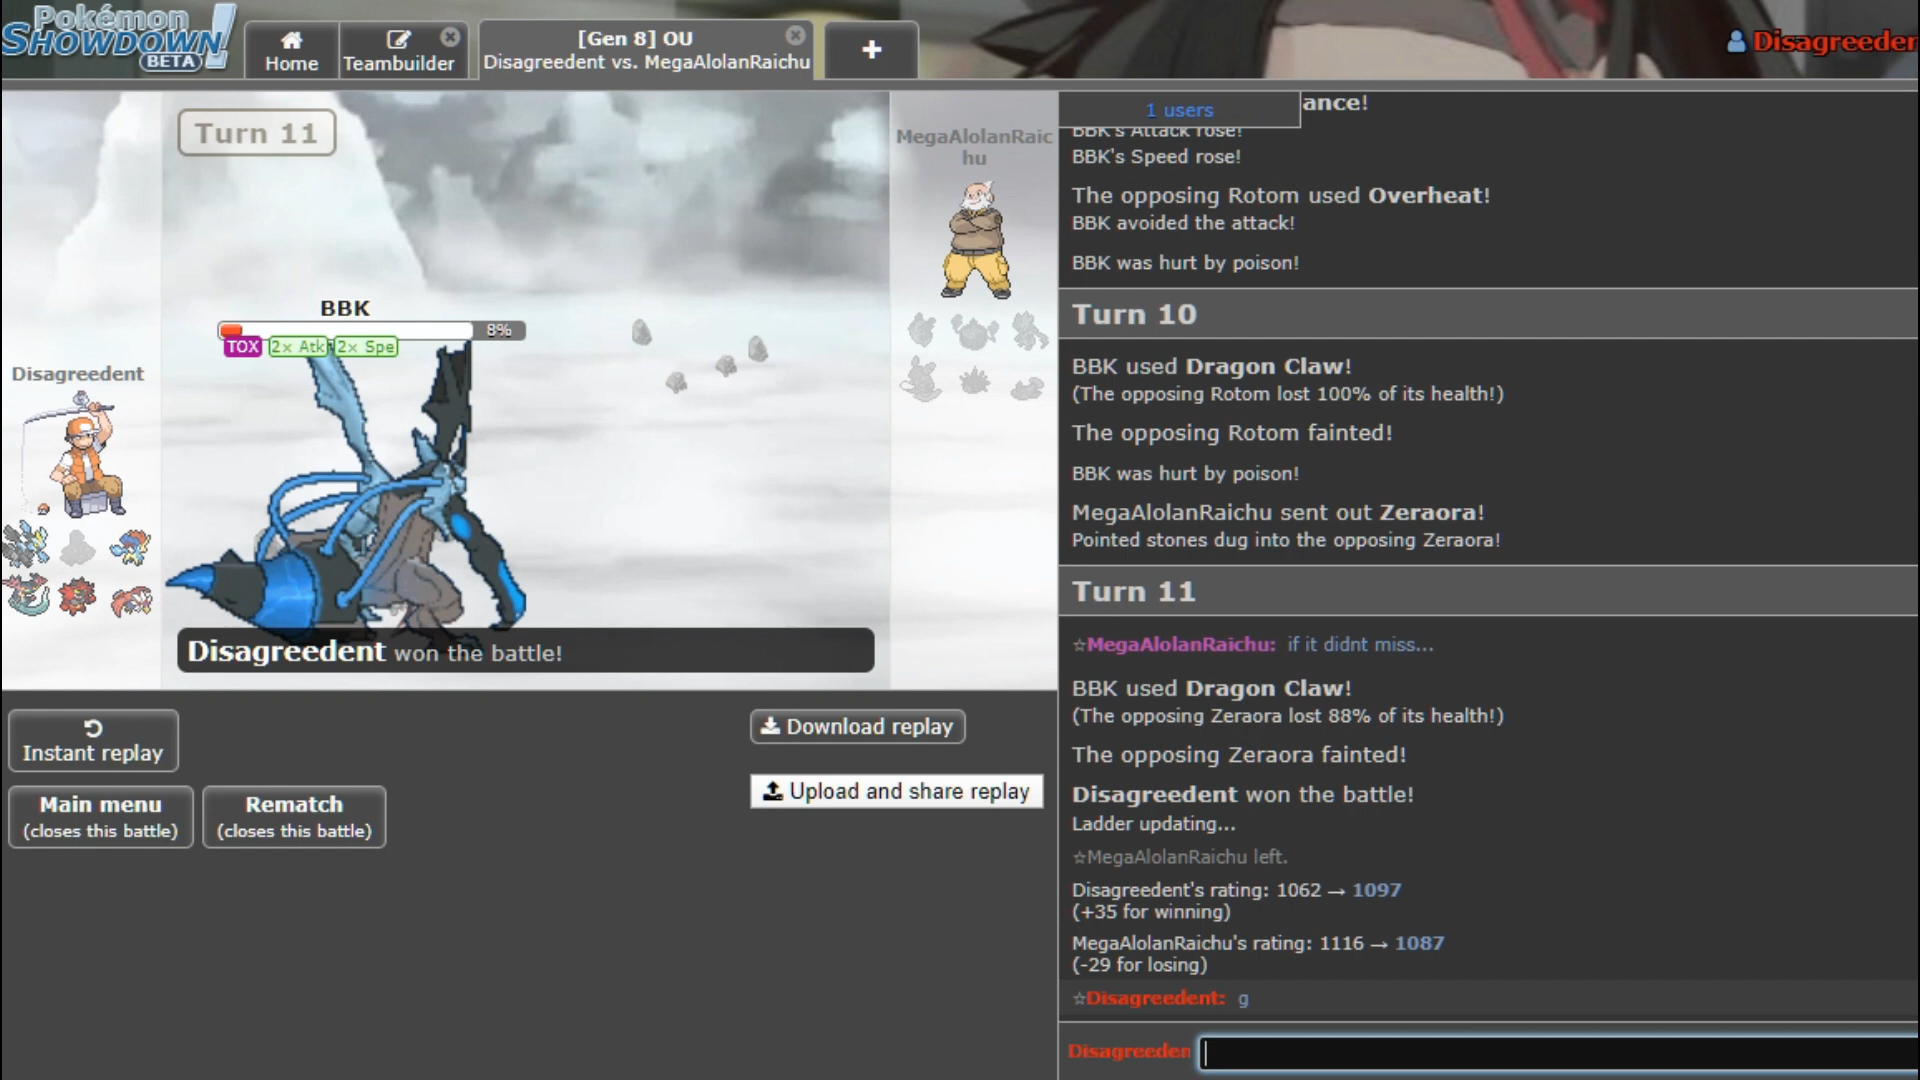 Pokémon
SHOWDOWN!
BETA
Home
Teambuilder
[Gen 8] OU
Disagreedent vs. MegaAlolanRaichu
+
Disagreeden
Turn 11
MegaAlolanRaic
hu
BBK
8%
TOX 2x Atk 2x Spe
Disagreedent
Disagreedent won the battle!
Instant replay
Download replay
Upload and share replay
Main menu
(closes this battle)
Rematch
(closes this battle)
1 users
ance!
BBK's Attack rose!
BBK's Speed rose!
The opposing Rotom used Overheat!
BBK avoided the attack!
BBK was hurt by poison!
Turn 10
BBK used Dragon Claw!
(The opposing Rotom lost 100% of its health!)
The opposing Rotom fainted!
BBK was hurt by poison!
MegaAlolanRaichu sent out Zeraora!
Pointed stones dug into the opposing Zeraora!
Turn 11
☆MegaAlolanRaichu: if it didnt miss...
BBK used Dragon Claw!
(The opposing Zeraora lost 88% of its health!)
The opposing Zeraora fainted!
Disagreedent won the battle!
Ladder updating...
☆MegaAlolanRaichu left.
Disagreedent's rating: 1062 → 1097
(+35 for winning)
MegaAlolanRaichu's rating: 1116 → 1087
(-29 for losing)
☆Disagreedent: g
Disagreeden